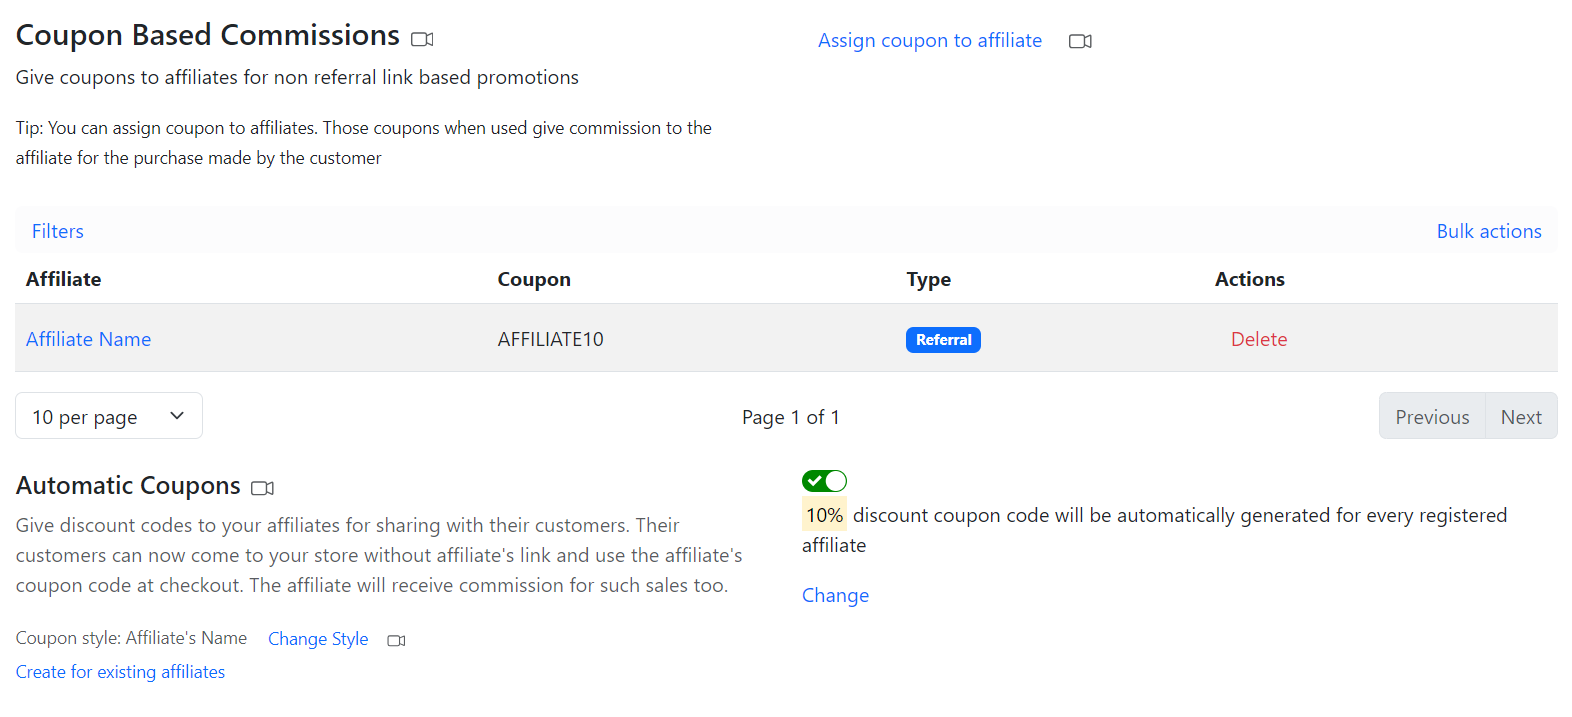 Coupon Based Commissions
Assign coupon to affiliate
Give coupons to affiliates for non referral link based promotions
Tip: You can assign coupon to affiliates. Those coupons when used give commission to the
affiliate for the purchase made by the customer
Filters
Bulk actions
Affiliate Coupon Type Actions
Affiliate Name AFFILIATE10 Referral Delete
10 per page
Page 1 of 1
Previous Next
Automatic Coupons
Give discount codes to your affiliates for sharing with their customers. Their
customers can now come to your store without affiliate's link and use the affiliate's
coupon code at checkout. The affiliate will receive commission for such sales too.
Coupon style: Affiliate's Name Change Style
Create for existing affiliates
10% discount coupon code will be automatically generated for every registered
affiliate
Change